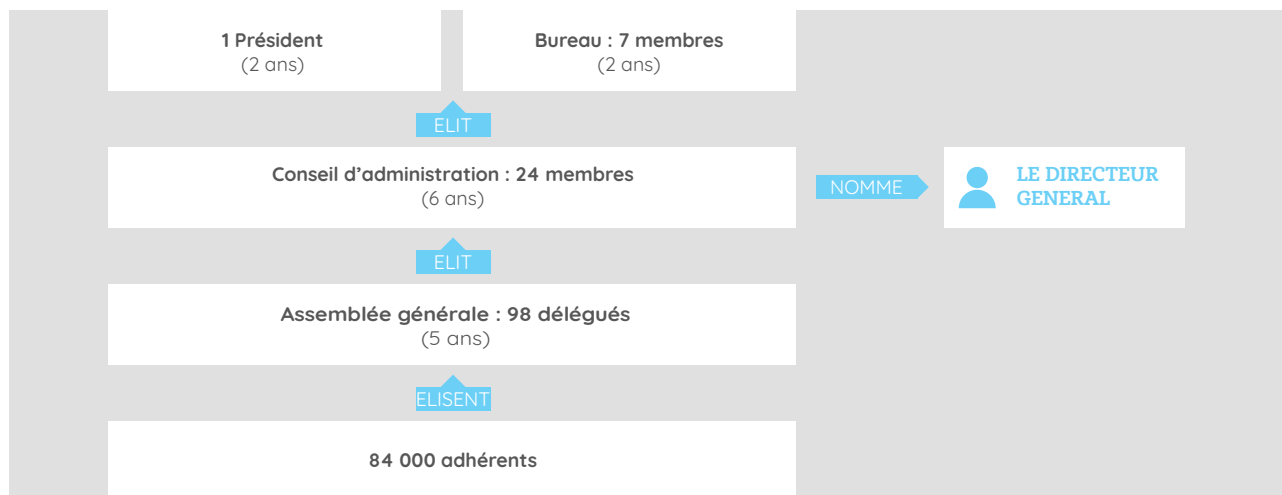 1 Président
(2 ans)
Bureau : 7 membres
(2 ans)
ELIT
Conseil d’administration : 24 membres
(6 ans)
NOMME
LE DIRECTEUR
GENERAL
ELIT
Assemblée générale : 98 délégués
(5 ans)
ELISENT
84 000 adhérents